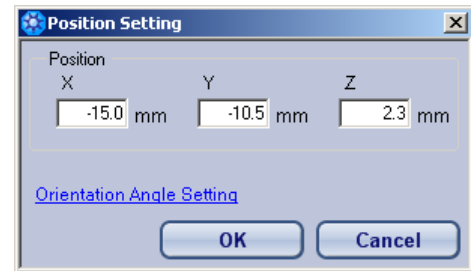 Position Setting
Position
X Y Z
-15.0 mm -10.5 mm 2.3 mm
Orientation Angle Setting
OK Cancel